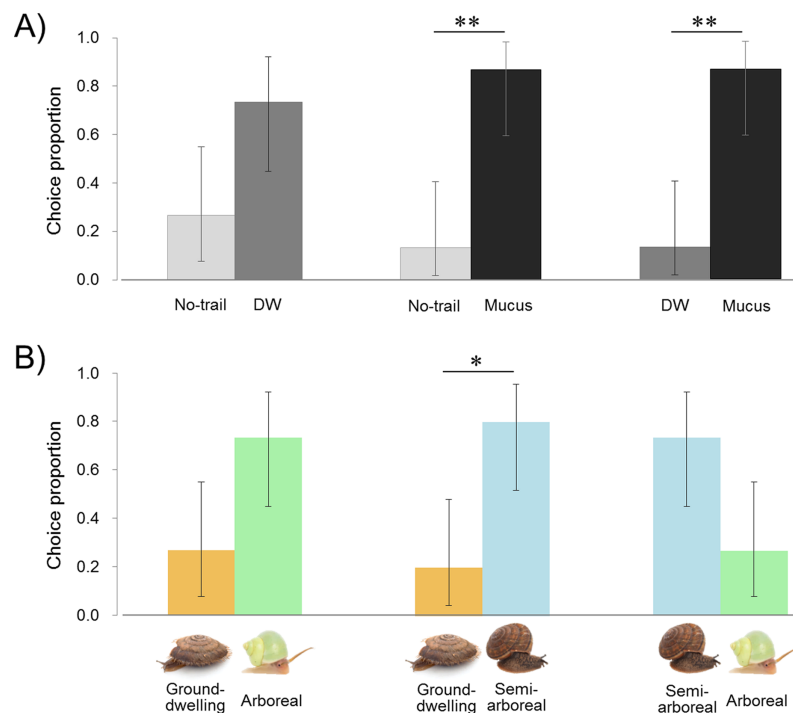 A)
Choice proportion
1.0
0.8
0.6
0.4
0.2
0.0
**
**
No-trail DW No-trail Mucus DW Mucus
B)
Choice proportion
1.0
0.8
0.6
0.4
0.2
0.0
*
Ground-
dwelling
Arboreal
Ground-
dwelling
Semi-
arboreal
Semi-
arboreal
Arboreal